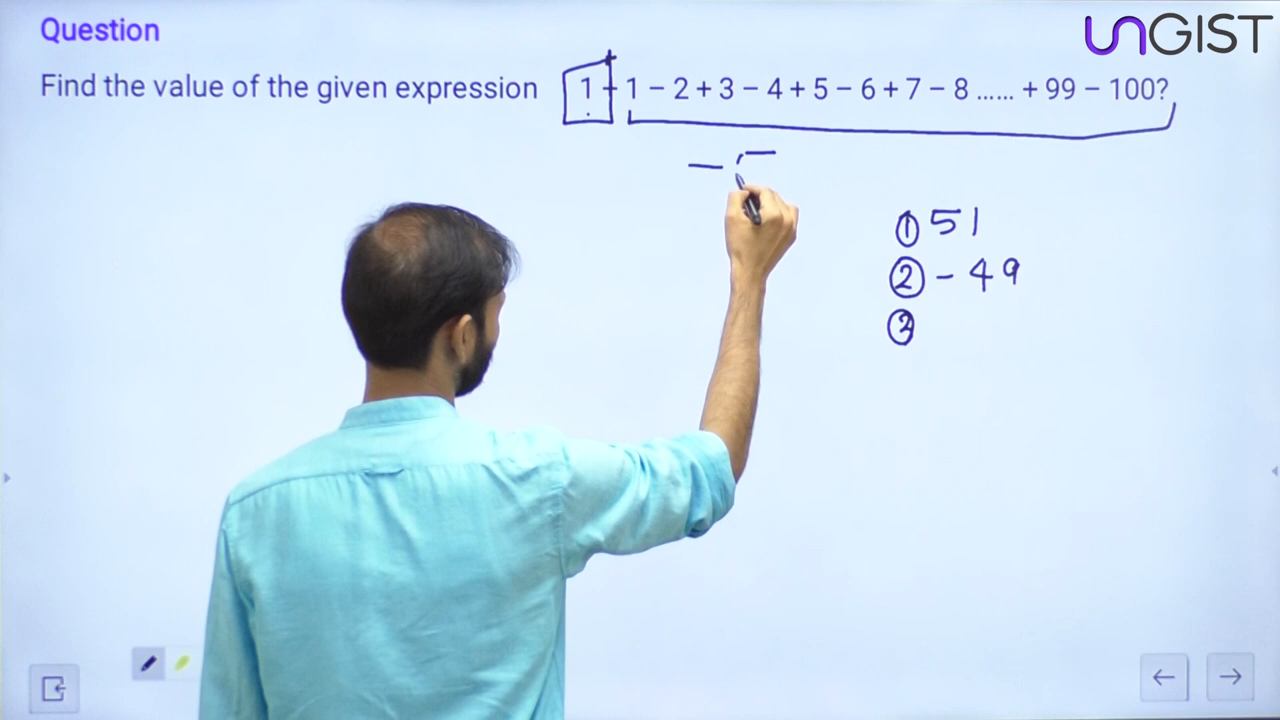 Question
UNGIST
Find the value of the given expression 1 + 1 − 2 + 3 − 4 + 5 − 6 + 7 − 8 ...... + 99 − 100?
① 51
② - 49
③